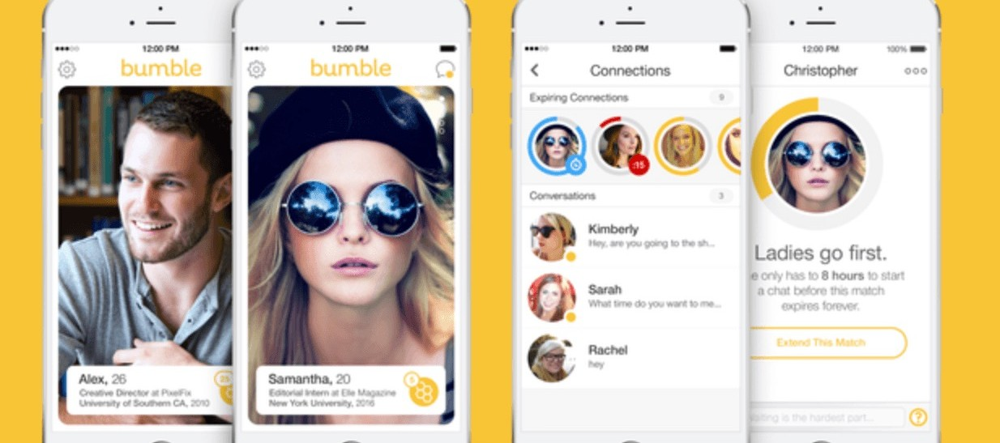 12:00 PM
bumble
Alex, 26
Creative Director at PixelFix
University of Southern CA, 2010
25
12:00 PM
bumble
Samantha, 20
Editorial Intern at Elle Magazine
New York University, 2016
5
12:00 PM
Connections
Expiring Connections 9
:15
Conversations 3
Kimberly
Hey, are you going to the sh...
Sarah
What time do you want to me...
Rachel
hey
12:00 PM 100%
Christopher
Ladies go first.
e only has to 8 hours to start
a chat before this match
expires forever.
Extend This Match
aiting is the hardest part...
?